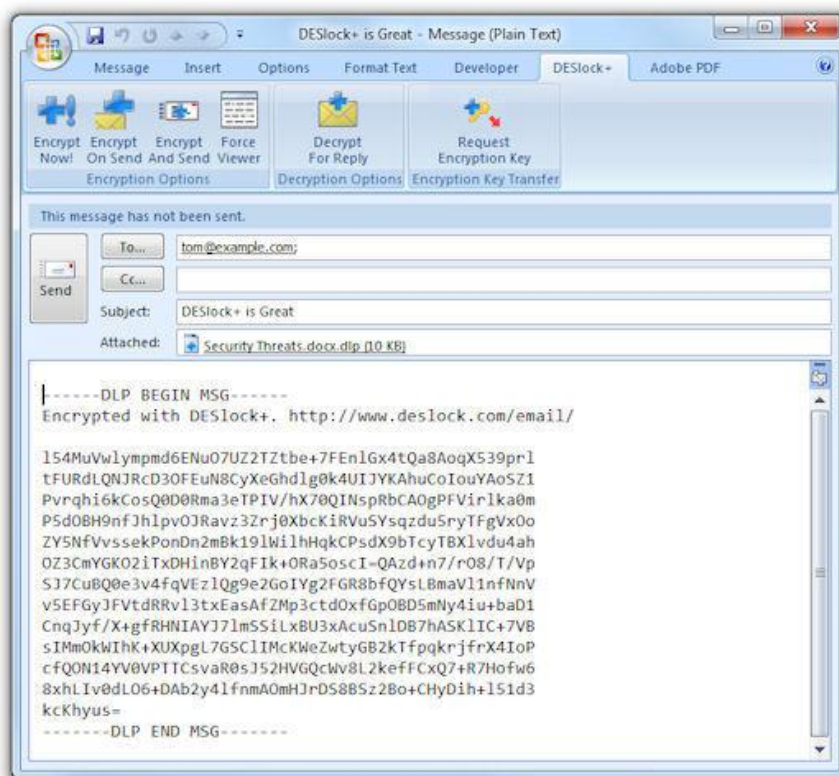 DESlock+ is Great - Message (Plain Text)
Message Insert Options Format Text Developer DESlock+ Adobe PDF
Encrypt Now! Encrypt On Send Encrypt And Send Force Viewer Decrypt For Reply Request Encryption Key
Encryption Options Decryption Options Encryption Key Transfer
This message has not been sent.
To... tom@example.com;
Cc...
Send
Subject: DESlock+ is Great
Attached: Security Threats.docx.dlp (10 KB)
------DLP BEGIN MSG------
Encrypted with DESlock+. http://www.deslock.com/email/
l54MuVwlympmd6ENuO7UZ2TZtbe+7FEnlGx4tQa8AoqX539prl
tFURdLQNJRcD3OFEuN8CyXeGhdlg0k4UIJYKAhuCoIouYAoSZ1
Pvrqhi6kCosQ0D0Rma3eTPIV/hX70QINspRbCAOgPFVirlka0m
PSdOBH9nfJhlpvOJRavz3Zrj0XbcKiRVuSYsqzduSryTFgVxOo
ZY5NfVvssekPonDn2mBk19lWilhHqkCPsdX9bTcyTBXlvdu4ah
OZ3CmYGKO2iTxDHinBY2qFIk+ORa5oscI=QAzd+n7/rO8/T/Vp
SJ7CuBQ0e3v4fqVEzlQg9e2GoIYg2FGR8bfQYsLBmaVl1nfNnV
v5EFGyJFVtdRRvl3txEasAfZMp3ctdOxfGpOBD5mNy4iu+baD1
CnqJyf/X+gfRHNIAYJ7lmSSiLxBU3xAcuSnlDB7hASKlIC+7VB
sIMmOkWIhK+XUXpgL7GSClIMcKWeZwtyGB2kTfpqkrjfrX4IoP
cfQON14YV0VPTTCsvaR0sJ52HVGQcWv8L2kefFCxQ7+R7Hofw6
8xhLIv0dLO6+DAb2y4lfnmAOmHJrDS8BSz2Bo+CHyDih+l51d3
kcKhyus=
-------DLP END MSG-------